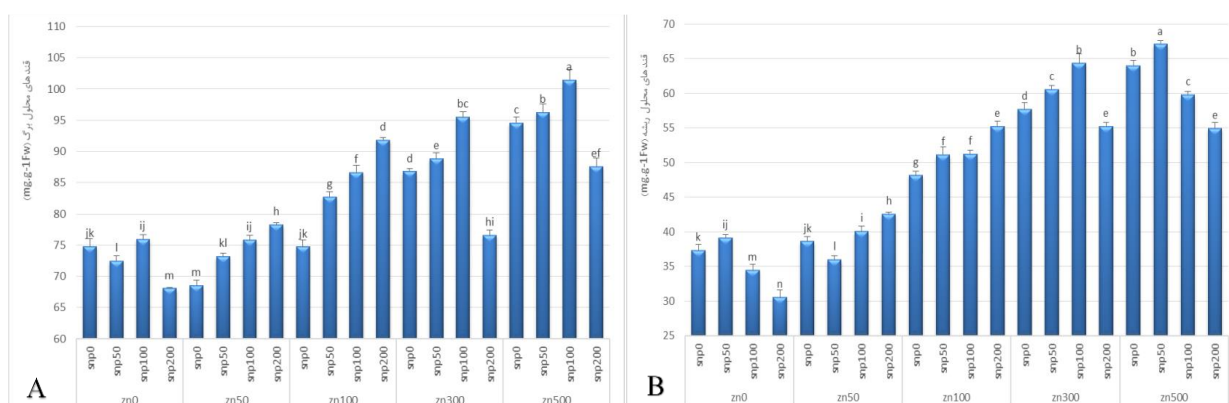 قندهای محلول برگ (mg.g-1Fw)
110
105
100
95
90
85
80
75
70
65
60
jk l ij m m kl ij h jk g f d d e bc hi c b a ef
snp0 snp50 snp100 snp200 snp0 snp50 snp100 snp200 snp0 snp50 snp100 snp200 snp0 snp50 snp100 snp200 snp0 snp50 snp100 snp200
zn0 zn50 zn100 zn300 zn500
A
قندهای محلول ریشه (mg.g-1Fw)
70
65
60
55
50
45
40
35
30
25
k ij m n jk l i h g f f e d c b e b a c e
snp0 snp50 snp100 snp200 snp0 snp50 snp100 snp200 snp0 snp50 snp100 snp200 snp0 snp50 snp100 snp200 snp0 snp50 snp100 snp200
zn0 zn50 zn100 zn300 zn500
B